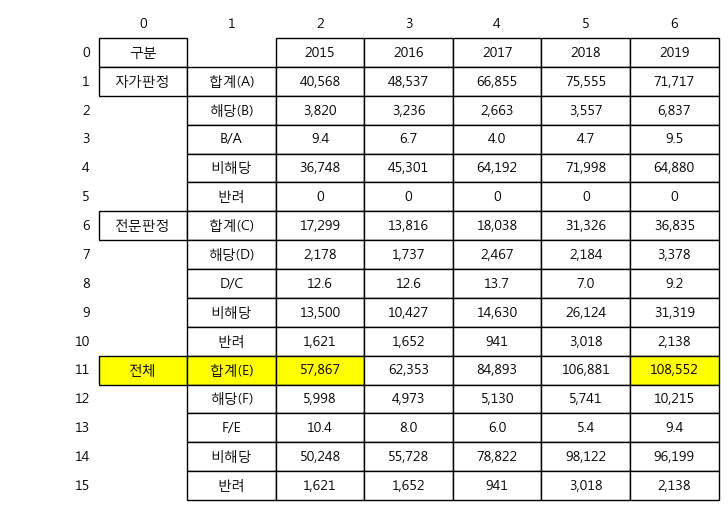 0 1 2 3 4 5 6
0 구분 2015 2016 2017 2018 2019
1 자가판정 합계(A) 40,568 48,537 66,855 75,555 71,717
2 해당(B) 3,820 3,236 2,663 3,557 6,837
3 B/A 9.4 6.7 4.0 4.7 9.5
4 비해당 36,748 45,301 64,192 71,998 64,880
5 반려 0 0 0 0 0
6 전문판정 합계(C) 17,299 13,816 18,038 31,326 36,835
7 해당(D) 2,178 1,737 2,467 2,184 3,378
8 D/C 12.6 12.6 13.7 7.0 9.2
9 비해당 13,500 10,427 14,630 26,124 31,319
10 반려 1,621 1,652 941 3,018 2,138
11 전체 합계(E) 57,867 62,353 84,893 106,881 108,552
12 해당(F) 5,998 4,973 5,130 5,741 10,215
13 F/E 10.4 8.0 6.0 5.4 9.4
14 비해당 50,248 55,728 78,822 98,122 96,199
15 반려 1,621 1,652 941 3,018 2,138